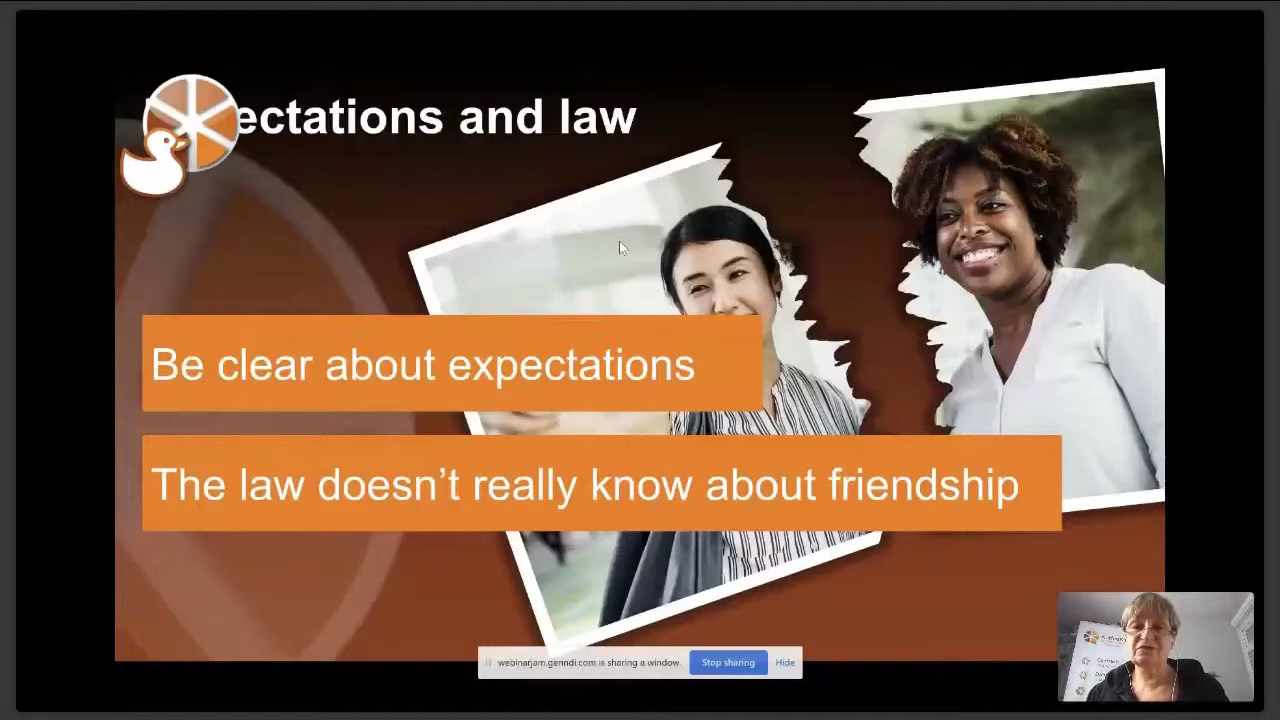 ectations and law
Be clear about expectations
The law doesn't really know about friendship
webinarjam.genndi.com is sharing a window.
Stop sharing
Hide